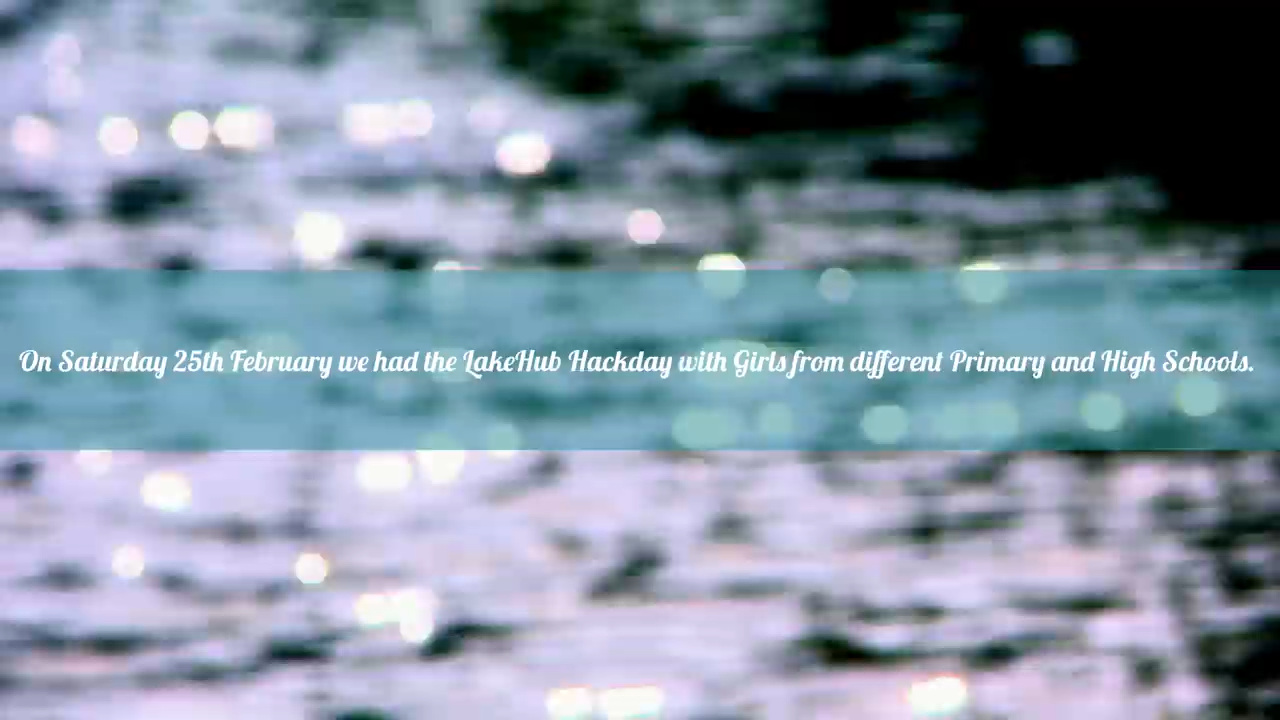 On Saturday 25th February we had the LakeHub Hackday with Girls from different Primary and High Schools.